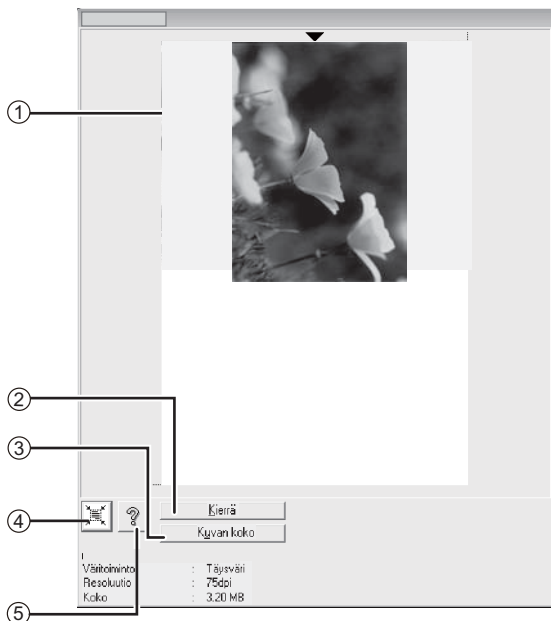 ①
②
③
④
⑤
Kierrä
Kuvan koko
Väritoiminto : Täysväri
Resoluutio : 75dpi
Koko : 3.20 MB